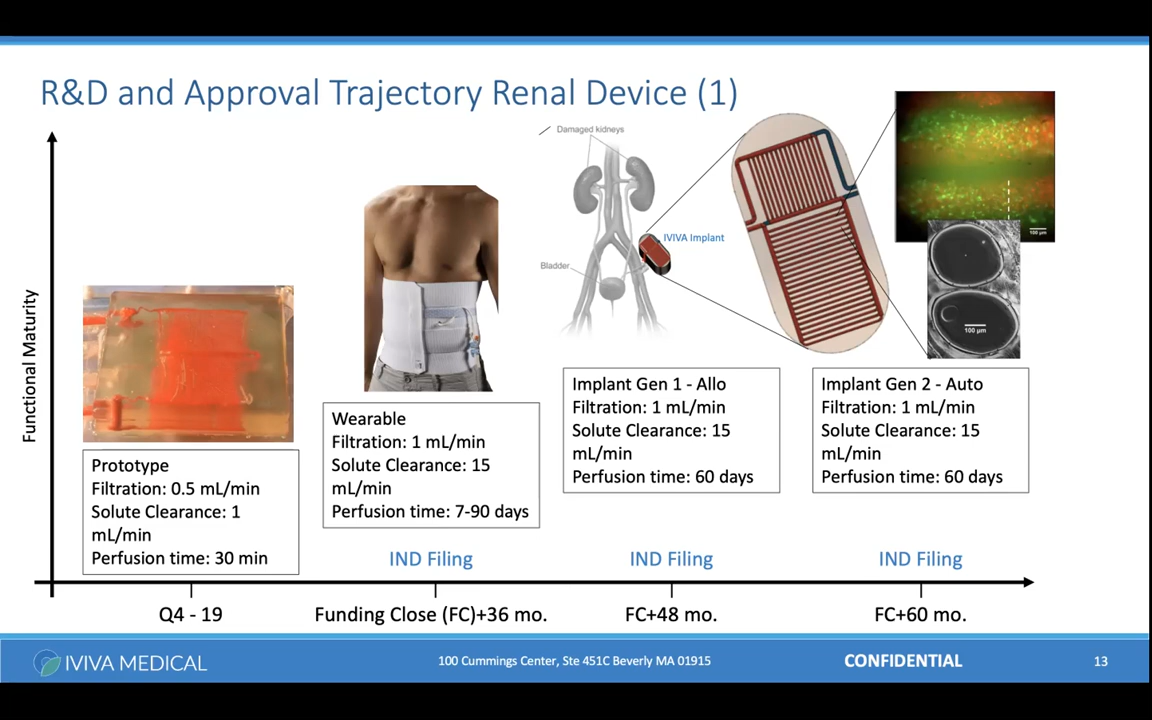 R&D and Approval Trajectory Renal Device (1)
Functional Maturity
Damaged kidneys
IVIVA Implant
Bladder
100 μm
100 μm
Prototype
Filtration: 0.5 mL/min
Solute Clearance: 1
mL/min
Perfusion time: 30 min
Wearable
Filtration: 1 mL/min
Solute Clearance: 15
mL/min
Perfusion time: 7-90 days
Implant Gen 1 - Allo
Filtration: 1 mL/min
Solute Clearance: 15
mL/min
Perfusion time: 60 days
Implant Gen 2 - Auto
Filtration: 1 mL/min
Solute Clearance: 15
mL/min
Perfusion time: 60 days
IND Filing
IND Filing
IND Filing
Q4 - 19
Funding Close (FC)+36 mo.
FC+48 mo.
FC+60 mo.
IVIVA MEDICAL
100 Cummings Center, Ste 451C Beverly MA 01915
CONFIDENTIAL
13